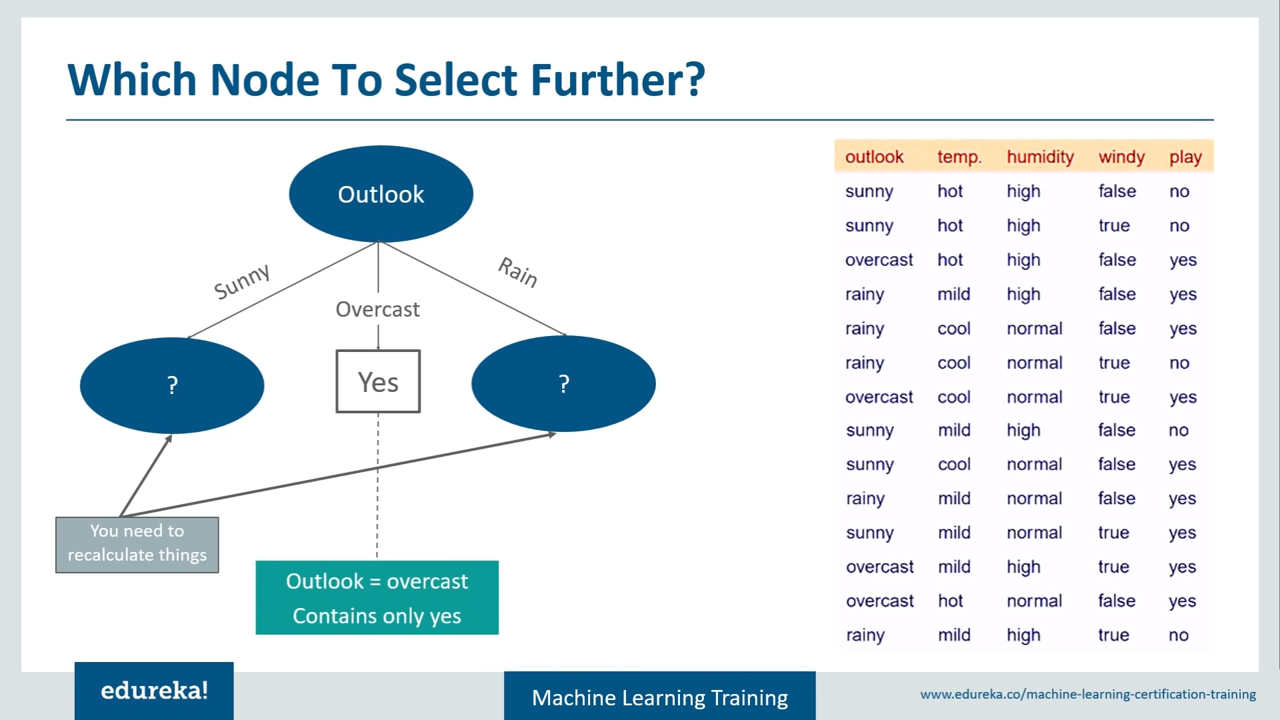 Which Node To Select Further?
Outlook
Sunny
Overcast
Rain
?
Yes
?
You need to
recalculate things
Outlook = overcast
Contains only yes
outlook temp. humidity windy play
sunny hot high false no
sunny hot high true no
overcast hot high false yes
rainy mild high false yes
rainy cool normal false yes
rainy cool normal true no
overcast cool normal true yes
sunny mild high false no
sunny cool normal false yes
rainy mild normal false yes
sunny mild normal true yes
overcast mild high true yes
overcast hot normal false yes
rainy mild high true no
edureka!
Machine Learning Training
www.edureka.co/machine-learning-certification-training